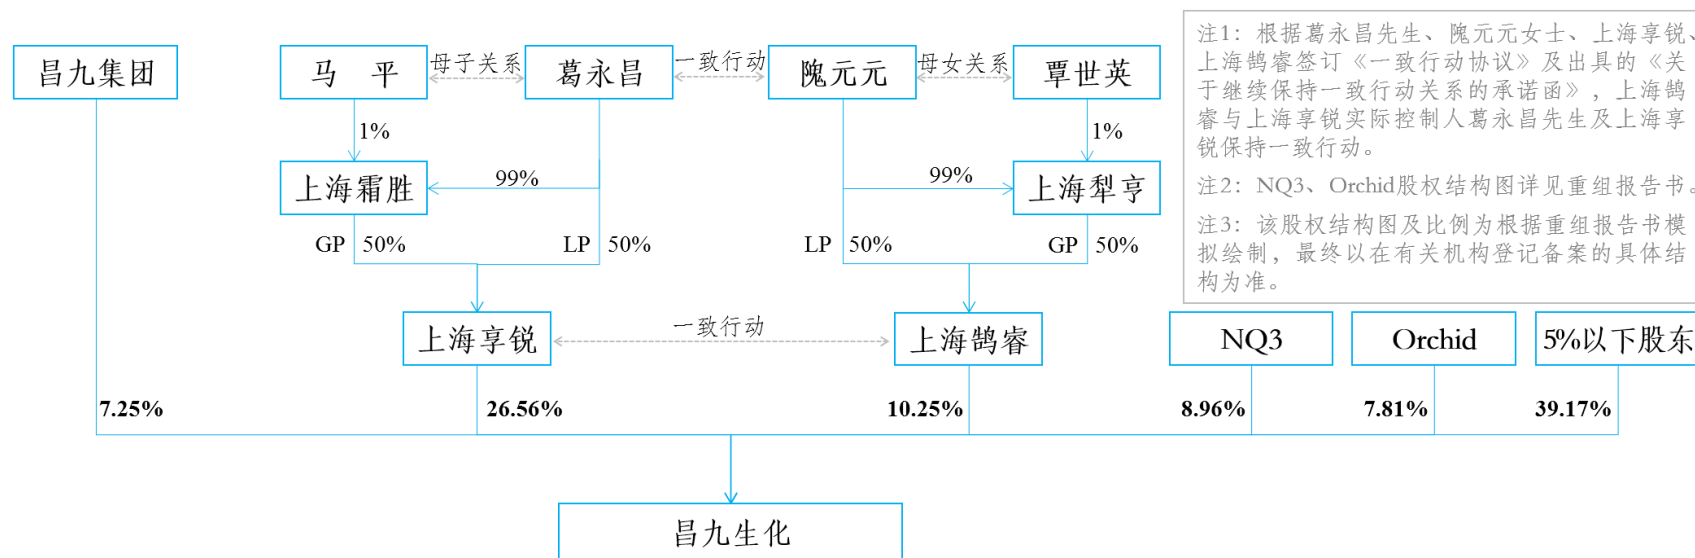 注1：根据葛永昌先生、隗元元女士、上海享锐、
上海鹄睿签订《一致行动协议》及出具的《关
于继续保持一致行动关系的承诺函》，上海鹄
睿与上海享锐实际控制人葛永昌先生及上海享
锐保持一致行动。
注2：NQ3、Orchid股权结构图详见重组报告书。
注3：该股权结构图及比例为根据重组报告书模
拟绘制，最终以在有关机构登记备案的具体结
构为准。
昌九集团
马 平
母子关系
葛永昌
一致行动
隗元元
母女关系
覃世英
1%
1%
上海霜胜
99%
99%
上海犁亨
GP 50%
LP 50%
LP 50%
GP 50%
上海享锐
一致行动
上海鹄睿
NQ3
Orchid
5%以下股东
7.25%
26.56%
10.25%
8.96%
7.81%
39.17%
昌九生化